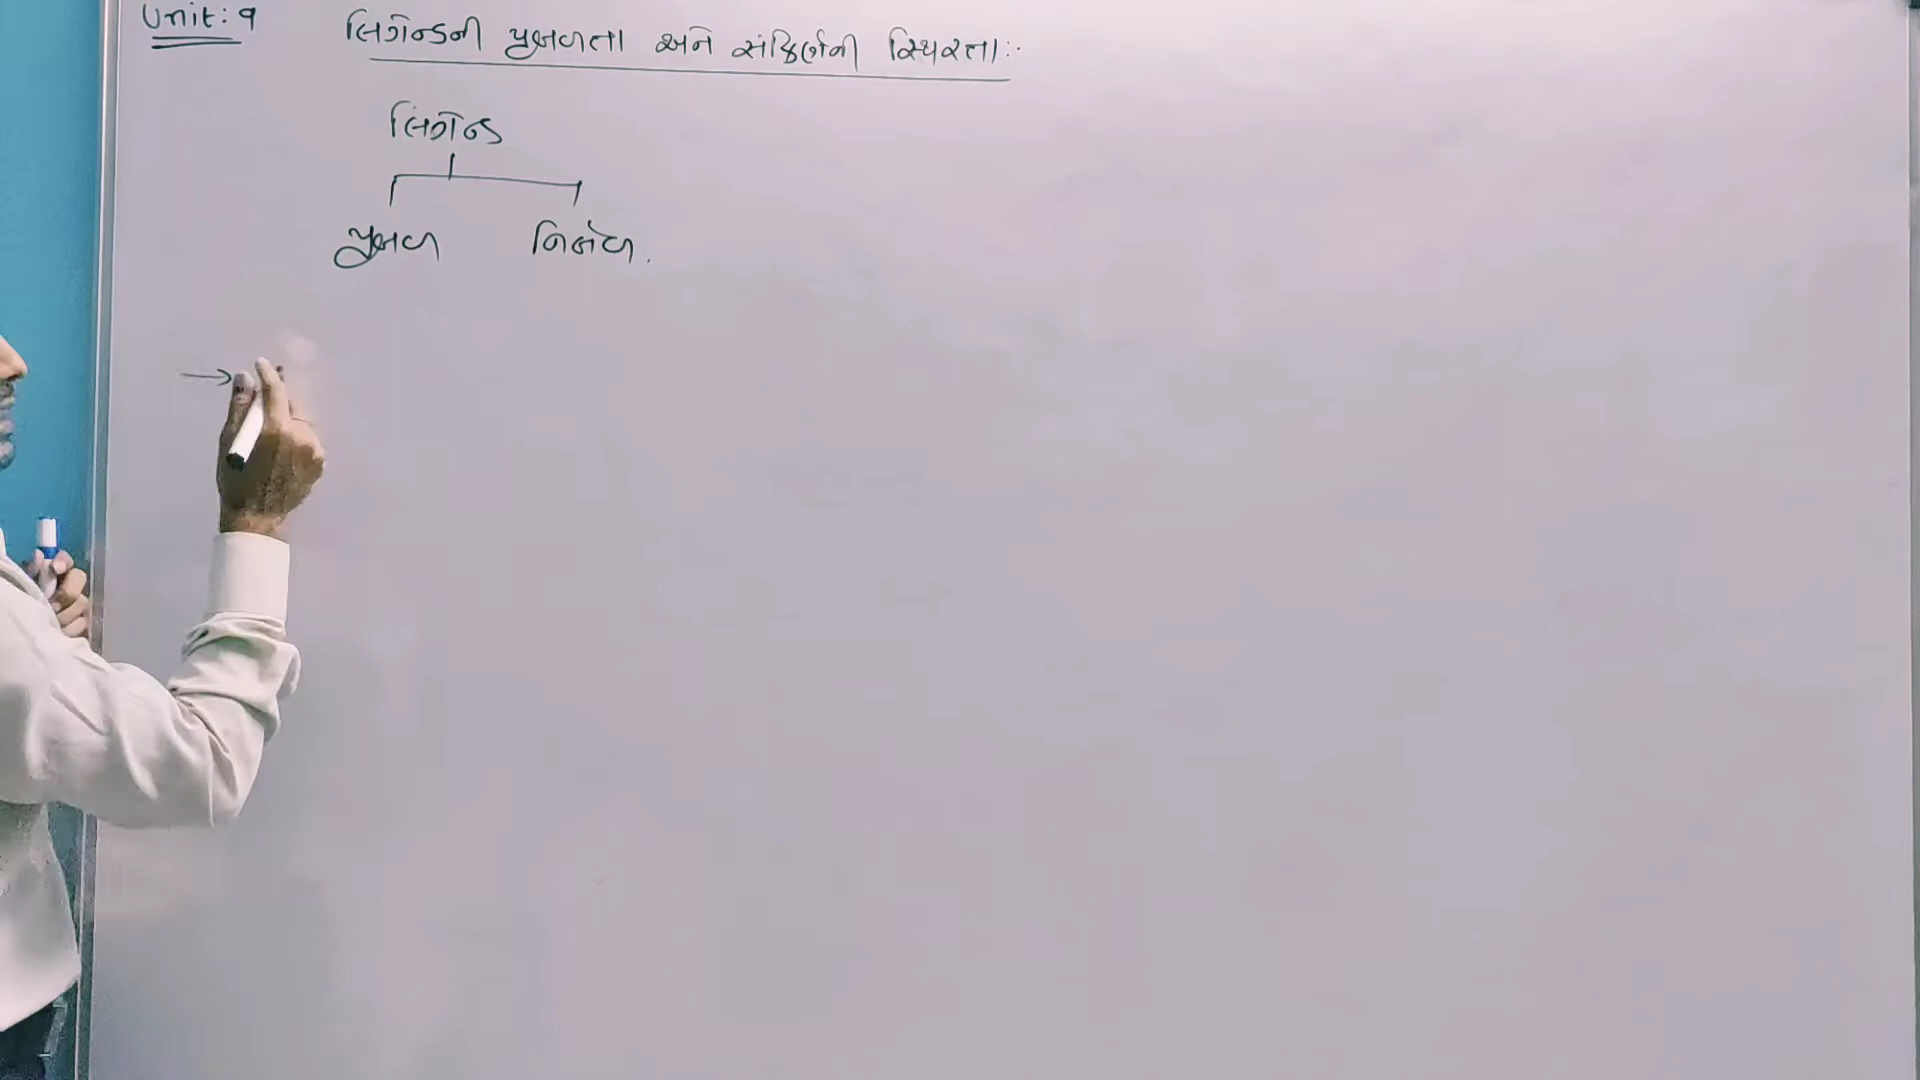 Unit: 9
લિગેન્ડની પ્રબળતા અને સંકિર્ણની સ્થિરતા :-
લિગેન્ડ
પ્રબળ નિર્બળ.
→